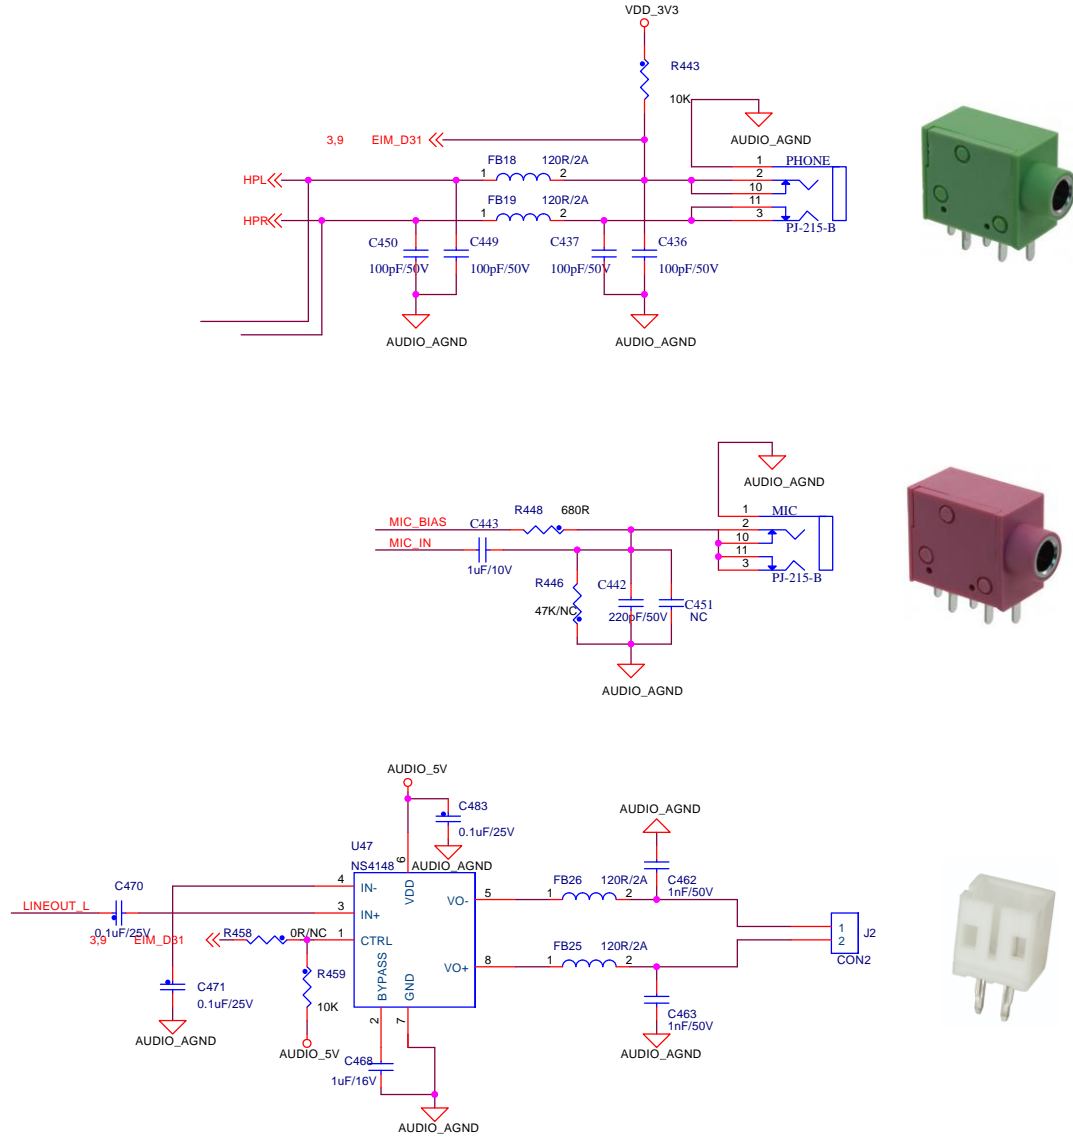 VDD_3V3
R443
10K
3,9 EIM_D31
AUDIO_AGND
FB18 120R/2A
1 PHONE
HPL 1 2 2
10
FB19 120R/2A
11
HPR 1 2 3
PJ-215-B
C450 C449 C437 C436
100pF/50V 100pF/50V 100pF/50V 100pF/50V
AUDIO_AGND AUDIO_AGND
AUDIO_AGND
R448 680R
1 MIC
MIC_BIAS C443 2
10
MIC_IN 11
1uF/10V 3
PJ-215-B
R446 C442 C451
47K/NC 220pF/50V NC
AUDIO_AGND
AUDIO_5V
C483
0.1uF/25V
AUDIO_AGND
U47
NS4148 AUDIO_AGND
6
C470 4 IN- VDD
FB26 120R/2A C462
1nF/50V
LINEOUT_L 3 IN+ VO- 5 1 2
0.1uF/25V
3,9 EIM_D31 R458 0R/NC 1 CTRL
1 J2
2
CON2
FB25 120R/2A
VO+ 8 1 2
R459
10K
C471
0.1uF/25V
BYPASS GND
2 7
C463
1nF/50V
AUDIO_AGND AUDIO_5V AUDIO_AGND
C468
1uF/16V
AUDIO_AGND